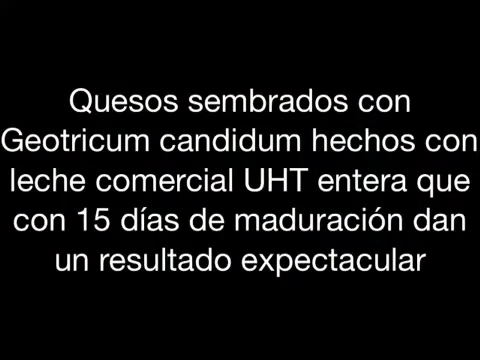 Quesos sembrados con
Geotricum candidum hechos con
leche comercial UHT entera que
con 15 días de maduración dan
un resultado expectacular